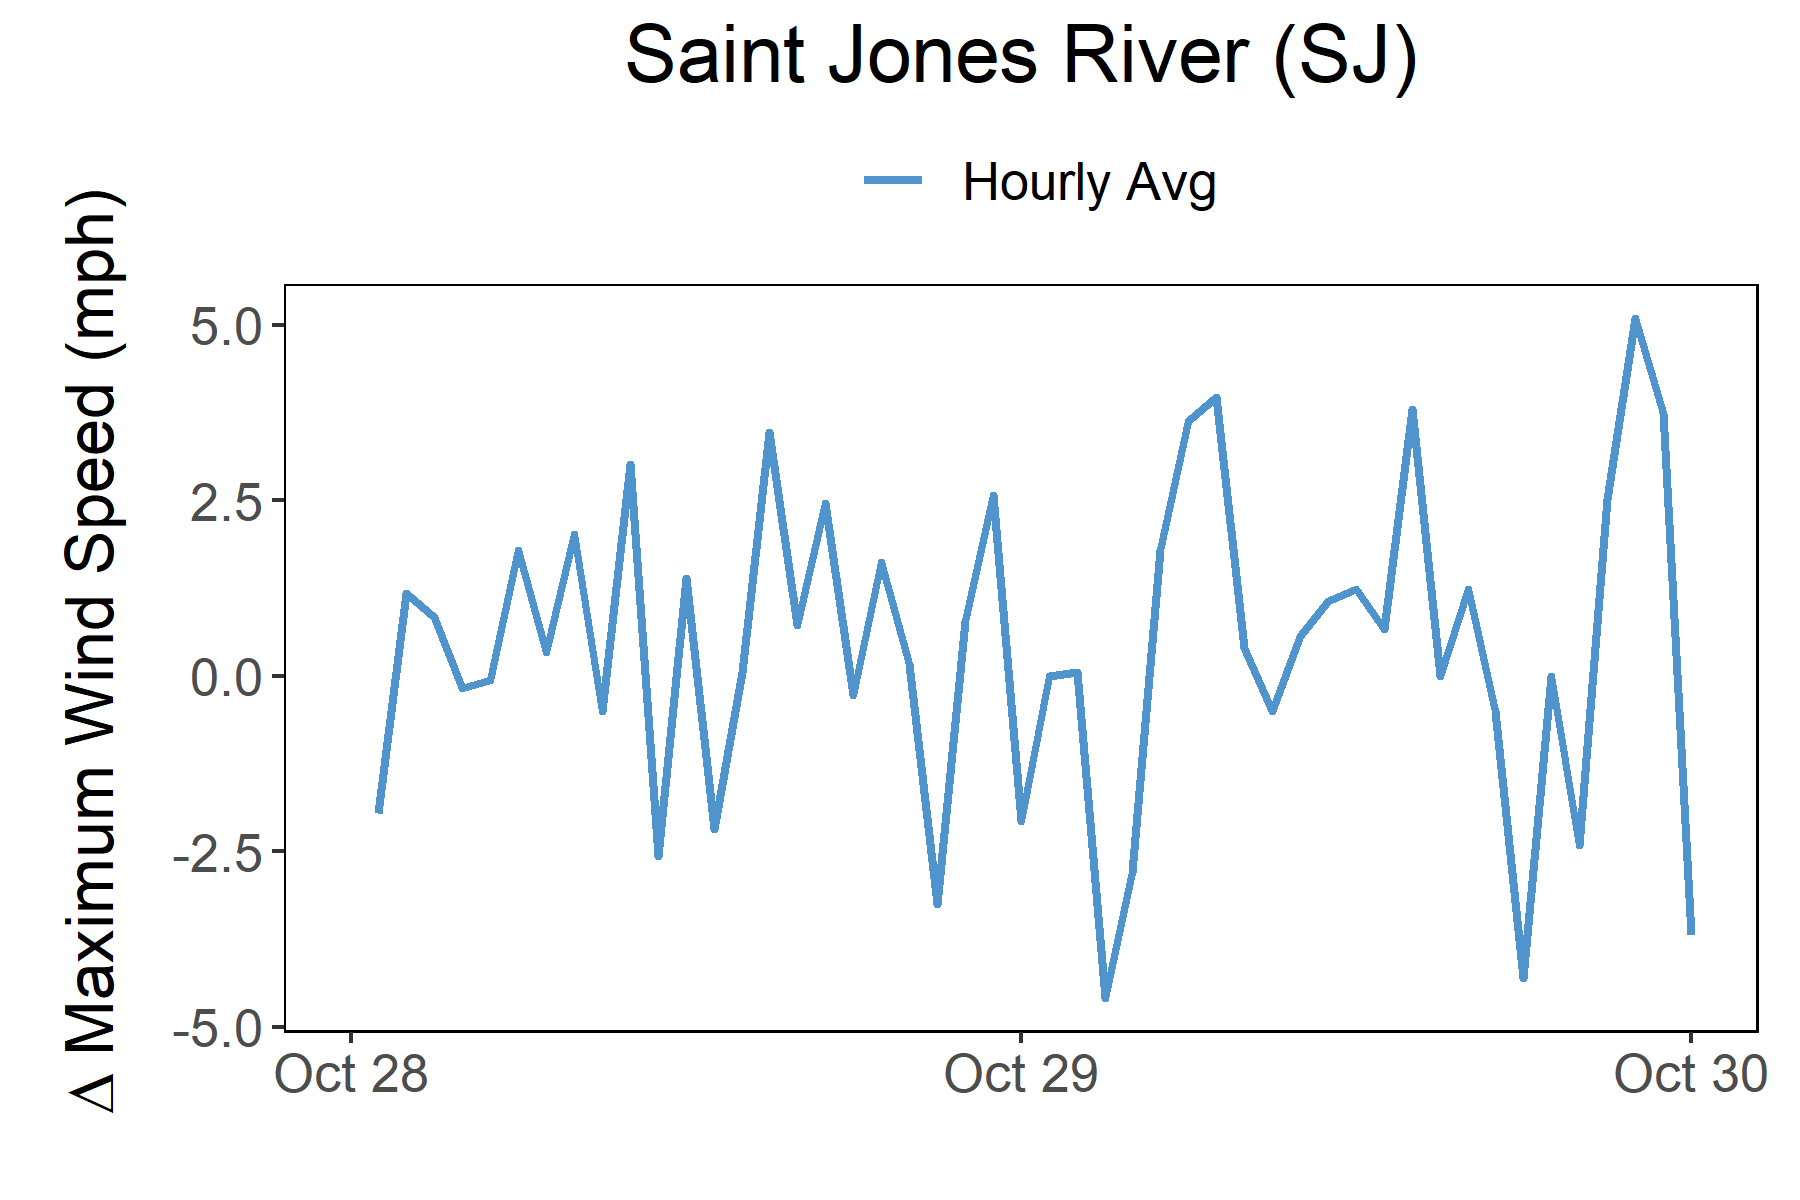 Saint Jones River (SJ)
Hourly Avg
Δ Maximum Wind Speed (mph)
5.0
2.5
0.0
-2.5
-5.0
Oct 28
Oct 29
Oct 30